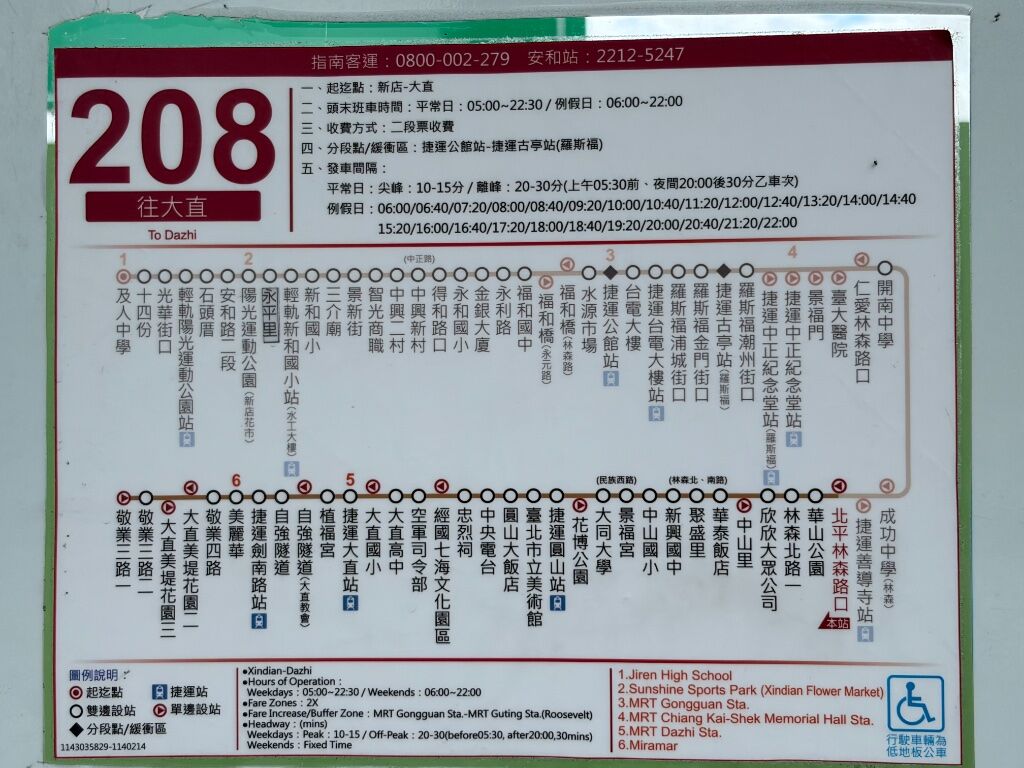 指南客運：0800-002-279 安和站：2212-5247
208
往大直
To Dazhi
一、起迄點：新店-大直
二、頭末班車時間：平常日：05:00~22:30 / 例假日：06:00~22:00
三、收費方式：二段票收費
四、分段點/緩衝區：捷運公館站-捷運古亭站(羅斯福)
五、發車間隔：
平常日：尖峰：10-15分 / 離峰：20-30分(上午05:30前、夜間20:00後30分乙車次)
例假日：06:00/06:40/07:20/08:00/08:40/09:20/10:00/10:40/11:20/12:00/12:40/13:20/14:00/14:40
15:20/16:00/16:40/17:20/18:00/18:40/19:20/20:00/20:40/21:20/22:00
1
2
(中正路)
3
4
及人中學
十四份
光華街口
輕軌陽光運動公園站
石頭厝
安和路二段
陽光運動公園(新店花市)
永平里
輕軌新和國小站(水工大樓)
新和國小
三介廟
景新街
智光商職
中興二村
中興新村
得和路口
永和國小
金銀大廈
永利路
福和國中
福和橋(永元路)
福和橋(林森路)
水源市場
捷運公館站
台電大樓
捷運台電大樓站
羅斯福浦城街口
羅斯福金門街口
捷運古亭站(羅斯福)
羅斯福潮州街口
捷運中正紀念堂站(羅斯福)
捷運中正紀念堂站
景福門
臺大醫院
仁愛林森路口
開南中學
6
5
(民族西路)
(林森北、南路)
敬業三路一
敬業三路二
大直美堤花園三
大直美堤花園二
敬業四路
美麗華
捷運劍南路站
自強隧道
自強隧道(大直教會)
植福宮
捷運大直站
大直國小
大直高中
空軍司令部
經國七海文化園區
忠烈祠
中央電台
圓山大飯店
臺北市立美術館
捷運圓山站
花博公園
大同大學
景福宮
中山國小
新興國中
聚盛里
華泰飯店
中山里
欣欣大眾公司
林森北路一
華山公園
北平林森路口
本站
捷運善導寺站
成功中學(林森)
圖例說明：
起迄點 捷運站
雙邊設站 單邊設站
分段點/緩衝區
1143035829-1140214
•Xindian-Dazhi
•Hours of Operation :
Weekdays : 05:00~22:30 / Weekends : 06:00~22:00
•Fare Zones : 2X
•Fare Increase/Buffer Zone : MRT Gongguan Sta.-MRT Guting Sta.(Roosevelt)
•Headway : (mins)
Weekdays : Peak : 10-15 / Off-Peak : 20-30(before05:30, after20:00,30mins)
Weekends : Fixed Time
1.Jiren High School
2.Sunshine Sports Park (Xindian Flower Market)
3.MRT Gongguan Sta.
4.MRT Chiang Kai-Shek Memorial Hall Sta.
5.MRT Dazhi Sta.
6.Miramar
行駛車輛為
低地板公車